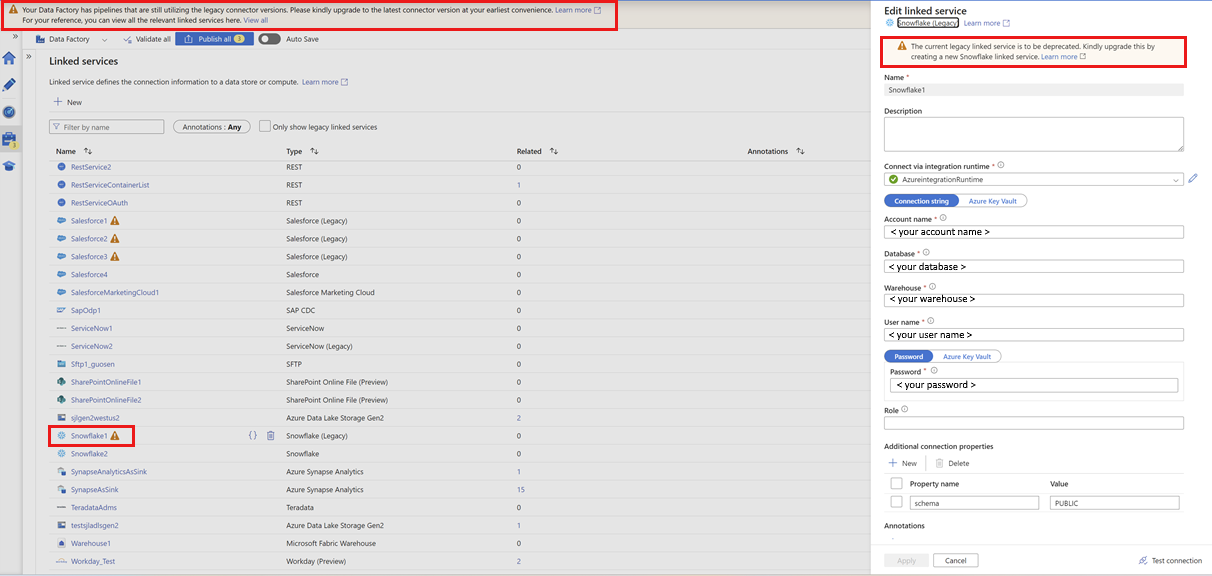 Your Data Factory has pipelines that are still utilizing the legacy connector versions. Please kindly upgrade to the latest connector version at your earliest convenience. Learn more
For your reference, you can view all the relevant linked services here. View all
Data Factory Validate all Publish all 3 Auto Save
Linked services
Linked service defines the connection information to a data store or compute. Learn more
New
Filter by name Annotations : Any Only show legacy linked services
Name Type Related Annotations
RestService2 REST 0
RestServiceContainerList REST 1
RestServiceOAuth REST 0
Salesforce1 Salesforce (Legacy) 0
Salesforce2 Salesforce (Legacy) 0
Salesforce3 Salesforce (Legacy) 0
Salesforce4 Salesforce 0
SalesforceMarketingCloud1 Salesforce Marketing Cloud 0
SapOdp1 SAP CDC 0
ServiceNow1 ServiceNow 0
ServiceNow2 ServiceNow (Legacy) 0
Sftp1_guosen SFTP 0
SharePointOnlineFile1 SharePoint Online File (Preview) 0
SharePointOnlineFile2 SharePoint Online File (Preview) 0
sjlgen2westus2 Azure Data Lake Storage Gen2 2
Snowflake1 {} Snowflake (Legacy) 0
Snowflake2 Snowflake 0
SynapseAnalyticsAsSink Azure Synapse Analytics 1
SynapseAsSink Azure Synapse Analytics 15
TeradataAdms Teradata 0
testsjladlsgen2 Azure Data Lake Storage Gen2 1
Warehouse1 Microsoft Fabric Warehouse 0
Workday_Test Workday (Preview) 2
Edit linked service
Snowflake (Legacy) Learn more
The current legacy linked service is to be deprecated. Kindly upgrade this by
creating a new Snowflake linked service. Learn more
Name *
Snowflake1
Description
Connect via integration runtime *
AzureintegrationRuntime
Connection string Azure Key Vault
Account name *
< your account name >
Database *
< your database >
Warehouse *
< your warehouse >
User name *
< your user name >
Password Azure Key Vault
Password *
< your password >
Role
Additional connection properties
New Delete
Property name Value
schema PUBLIC
Annotations
Apply Cancel Test connection